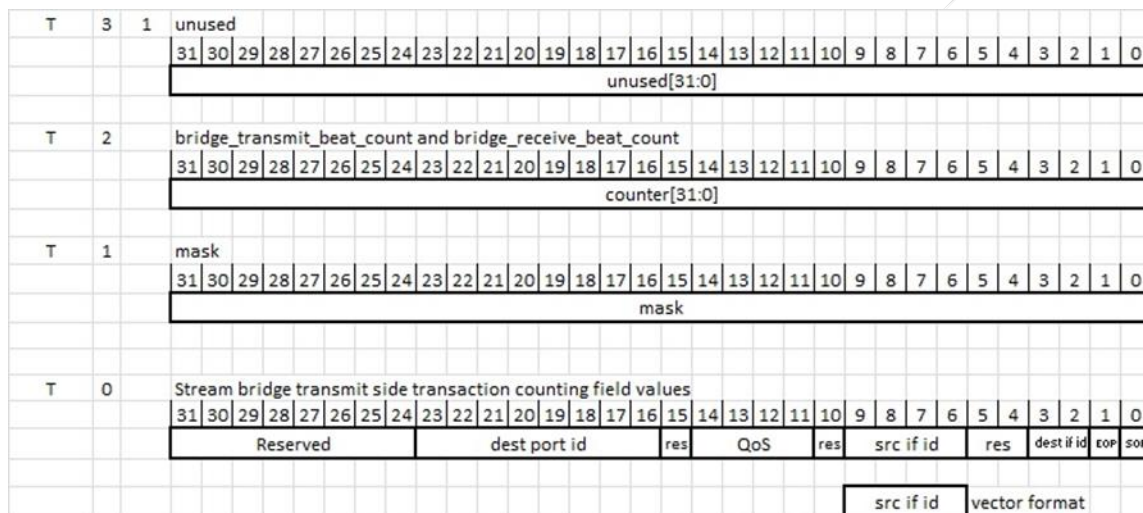 T 3 1 unused
31 30 29 28 27 26 25 24 23 22 21 20 19 18 17 16 15 14 13 12 11 10 9 8 7 6 5 4 3 2 1 0
unused[31:0]
T 2 bridge_transmit_beat_count and bridge_receive_beat_count
31 30 29 28 27 26 25 24 23 22 21 20 19 18 17 16 15 14 13 12 11 10 9 8 7 6 5 4 3 2 1 0
counter[31:0]
T 1 mask
31 30 29 28 27 26 25 24 23 22 21 20 19 18 17 16 15 14 13 12 11 10 9 8 7 6 5 4 3 2 1 0
mask
T 0 Stream bridge transmit side transaction counting field values
31 30 29 28 27 26 25 24 23 22 21 20 19 18 17 16 15 14 13 12 11 10 9 8 7 6 5 4 3 2 1 0
Reserved dest port id res QoS res src if id res dest if id EOP
src if id vector format